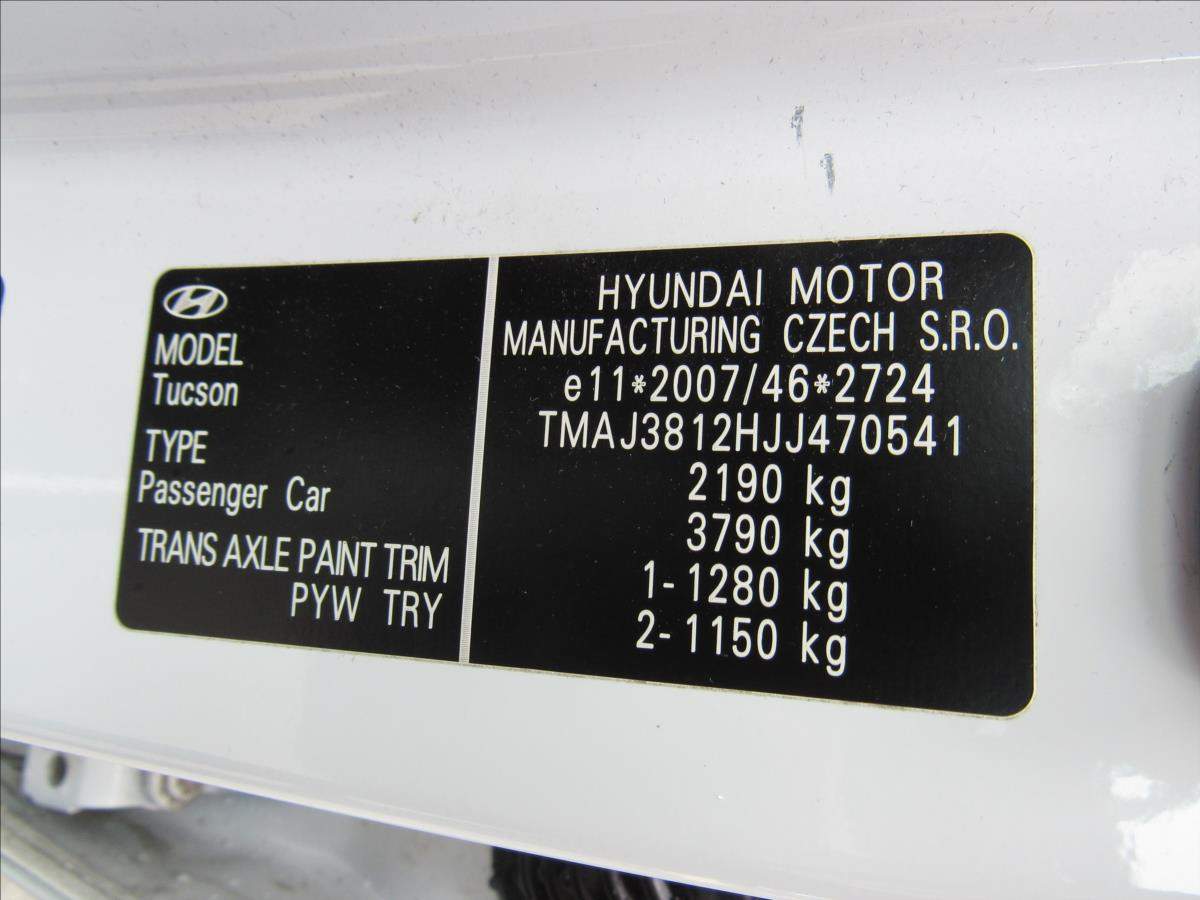 MODEL
Tucson
TYPE
Passenger Car
TRANS AXLE PAINT TRIM
PYW TRY
HYUNDAI MOTOR
MANUFACTURING CZECH S.R.O.
e11*2007/46*2724
TMAJ3812HJJ470541
2190 kg
3790 kg
1-1280 kg
2-1150 kg